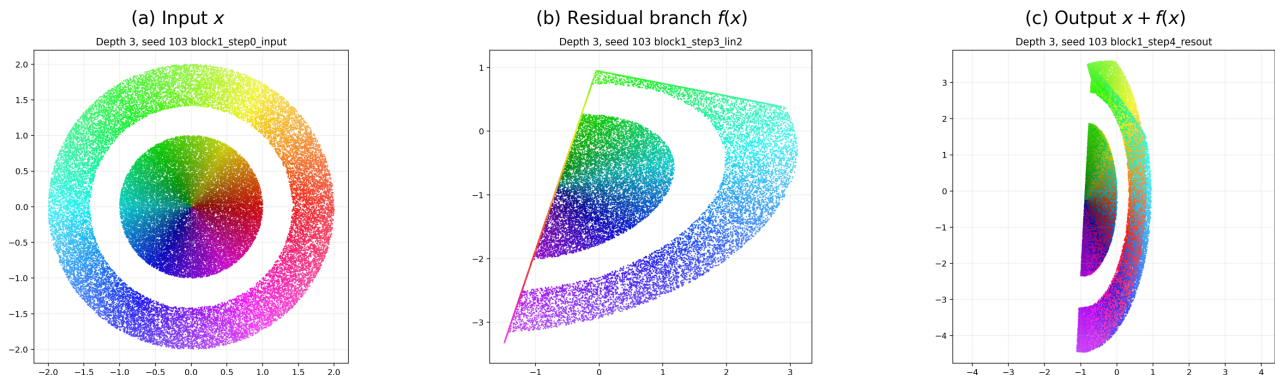 (a) Input x
Depth 3, seed 103 block1_step0_input
2.0
1.5
1.0
0.5
0.0
−0.5
−1.0
−1.5
−2.0
−2.0 −1.5 −1.0 −0.5 0.0 0.5 1.0 1.5 2.0
(b) Residual branch f(x)
Depth 3, seed 103 block1_step3_lin2
1
0
−1
−2
−3
−1 0 1 2 3
(c) Output x + f(x)
Depth 3, seed 103 block1_step4_resout
3
2
1
0
−1
−2
−3
−4
−4 −3 −2 −1 0 1 2 3 4